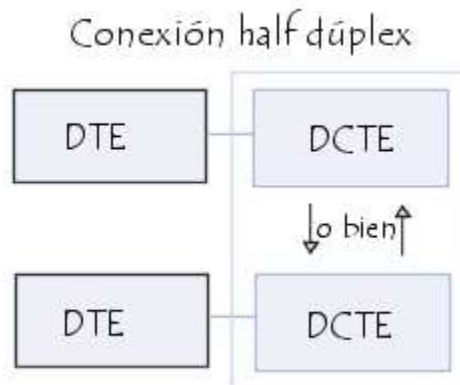 Conexión half dúplex
DTE
DCTE
o bien
DTE
DCTE